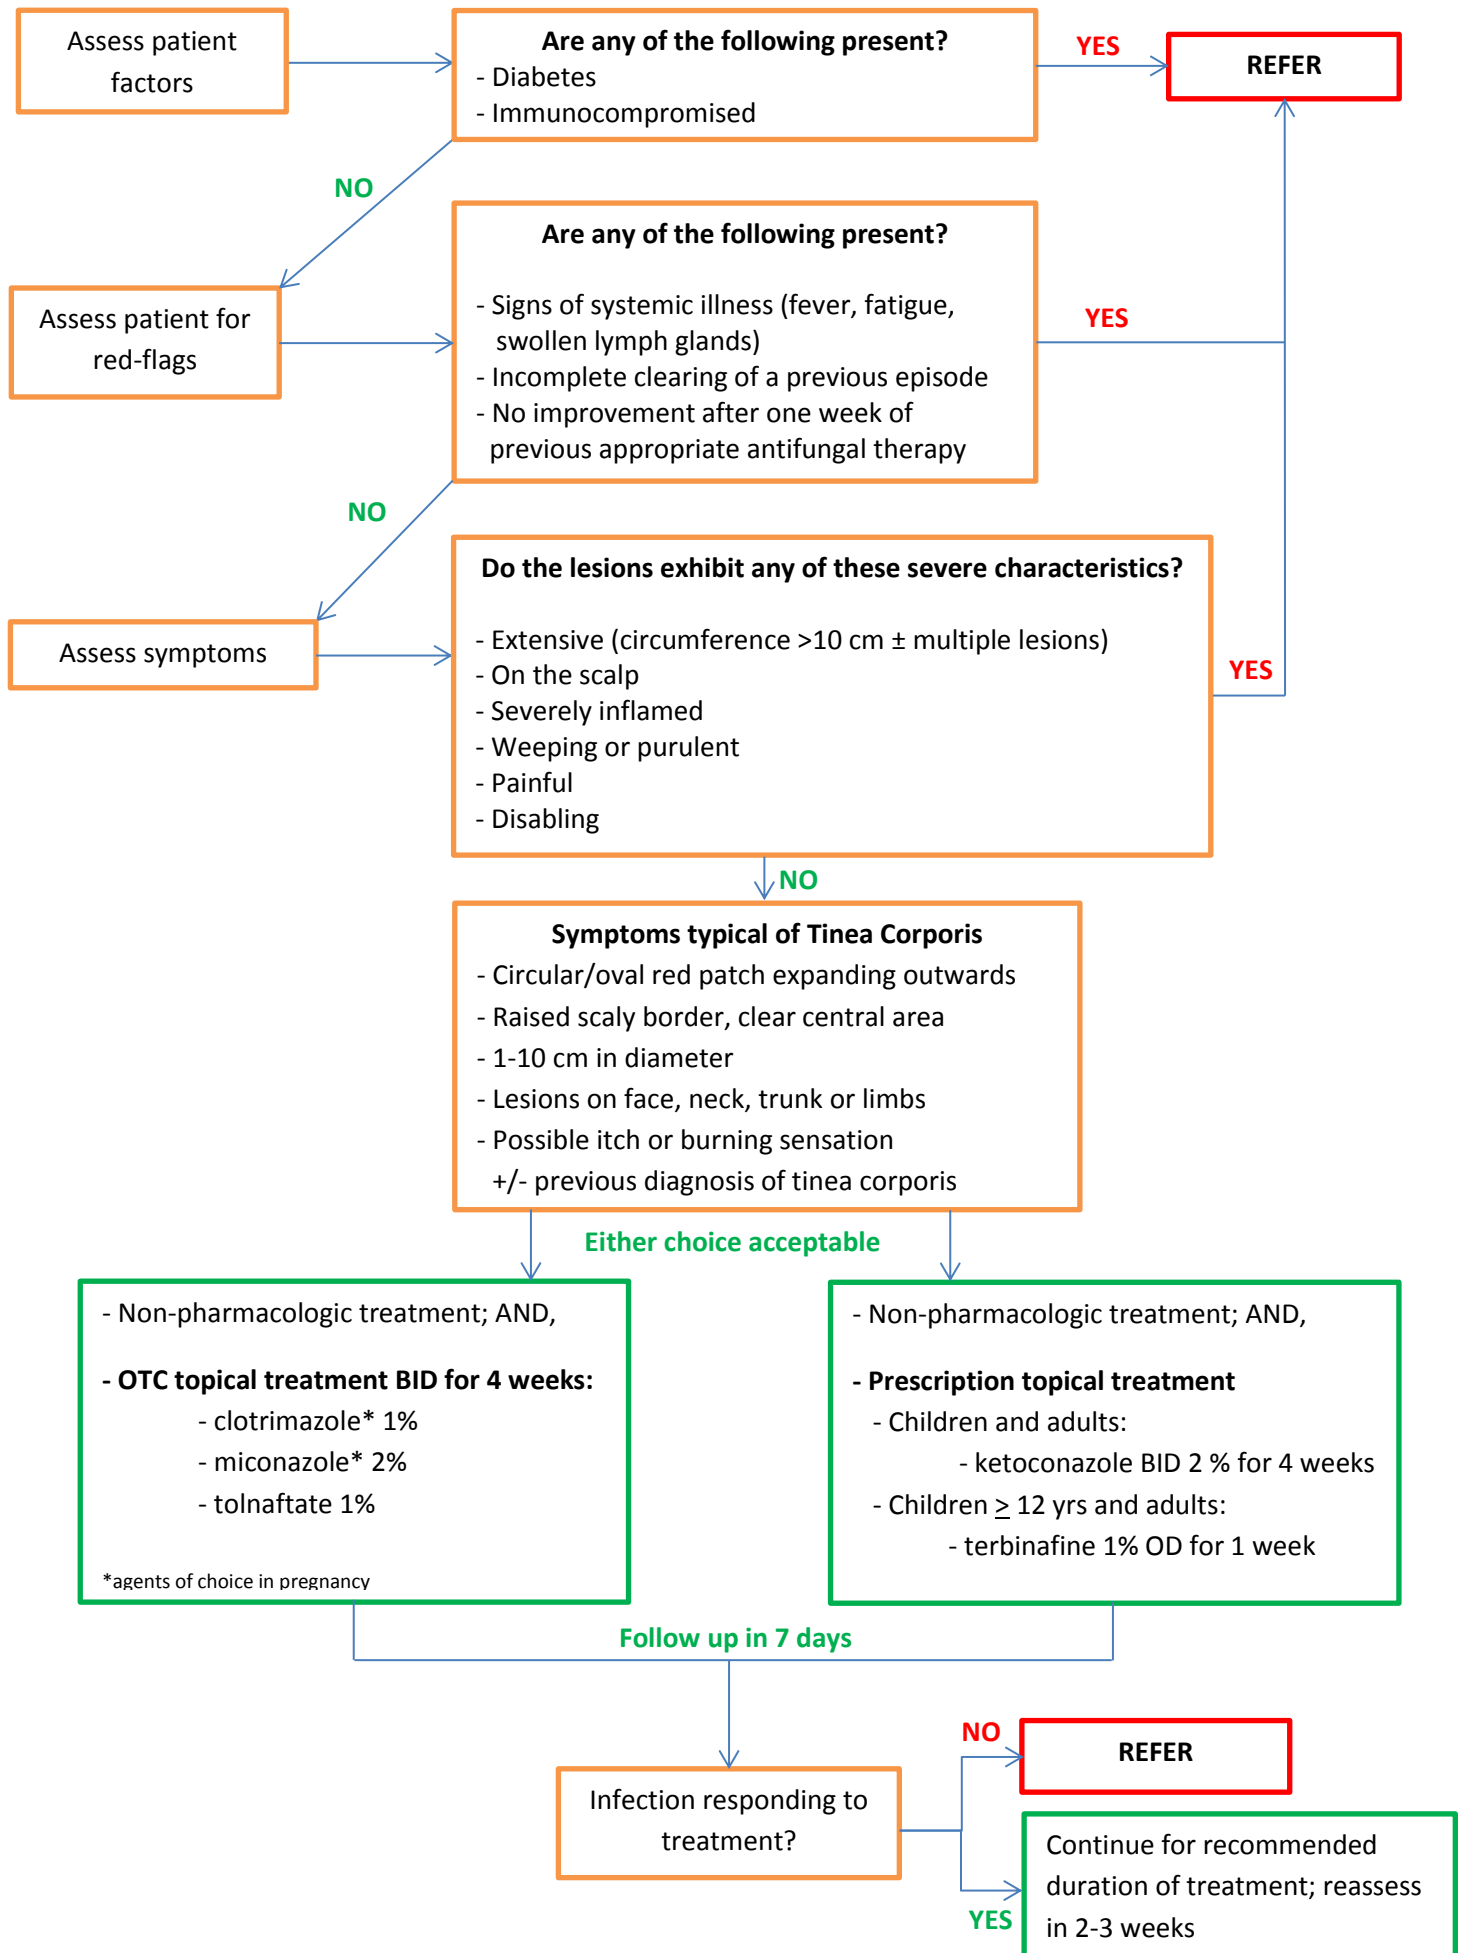 Assess patient
factors
Are any of the following present?
- Diabetes
- Immunocompromised
YES
REFER
NO
Assess patient for
red-flags
Are any of the following present?
- Signs of systemic illness (fever, fatigue,
swollen lymph glands)
- Incomplete clearing of a previous episode
- No improvement after one week of
previous appropriate antifungal therapy
YES
NO
Assess symptoms
Do the lesions exhibit any of these severe characteristics?
- Extensive (circumference >10 cm ± multiple lesions)
- On the scalp
- Severely inflamed
- Weeping or purulent
- Painful
- Disabling
YES
NO
Symptoms typical of Tinea Corporis
- Circular/oval red patch expanding outwards
- Raised scaly border, clear central area
- 1-10 cm in diameter
- Lesions on face, neck, trunk or limbs
- Possible itch or burning sensation
+/- previous diagnosis of tinea corporis
Either choice acceptable
- Non-pharmacologic treatment; AND,
- OTC topical treatment BID for 4 weeks:
- clotrimazole* 1%
- miconazole* 2%
- tolnaftate 1%
*agents of choice in pregnancy
- Non-pharmacologic treatment; AND,
- Prescription topical treatment
- Children and adults:
- ketoconazole BID 2 % for 4 weeks
- Children ≥ 12 yrs and adults:
- terbinafine 1% OD for 1 week
Follow up in 7 days
Infection responding to
treatment?
NO
REFER
YES
Continue for recommended
duration of treatment; reassess
in 2-3 weeks